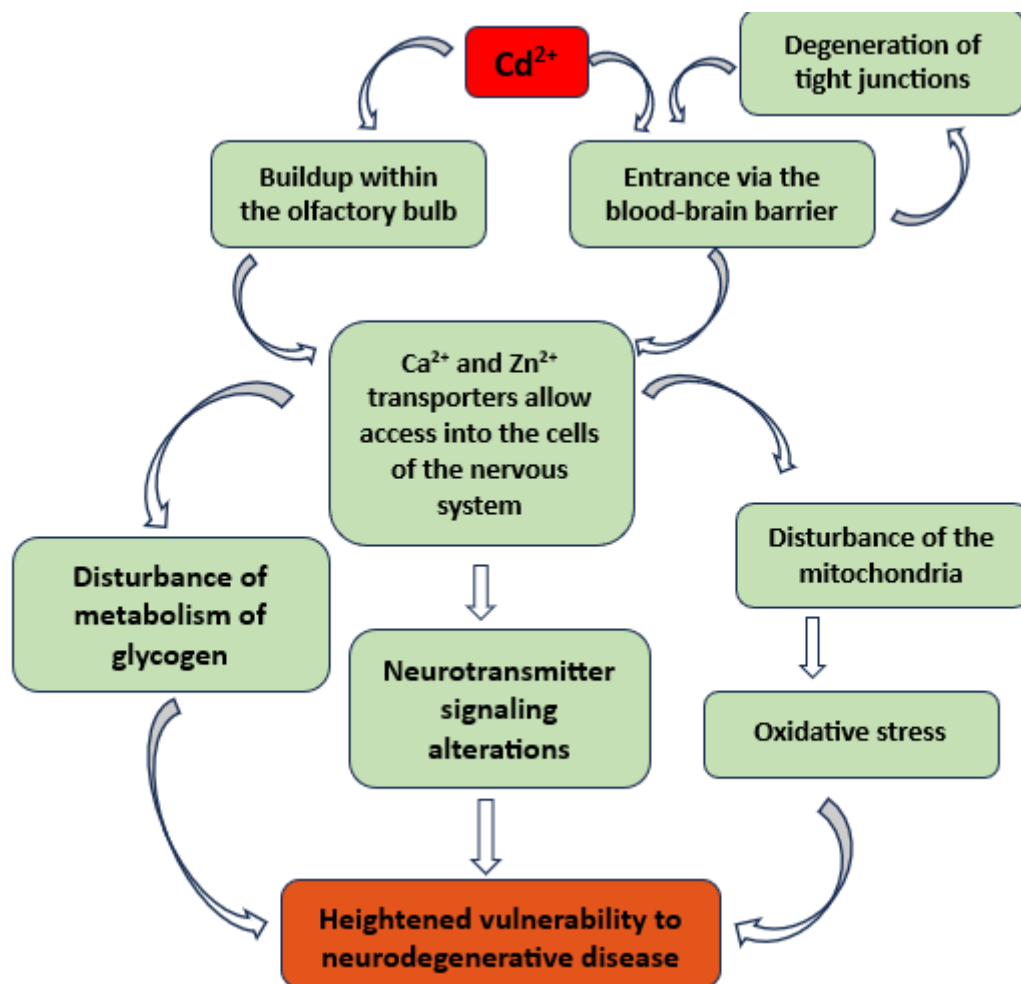 Cd²⁺
Degeneration of
tight junctions
Buildup within
the olfactory bulb
Entrance via the
blood-brain barrier
Ca²⁺ and Zn²⁺
transporters allow
access into the cells
of the nervous
system
Disturbance of
metabolism of
glycogen
Neurotransmitter
signaling
alterations
Disturbance of the
mitochondria
Oxidative stress
Heightened vulnerability to
neurodegenerative disease